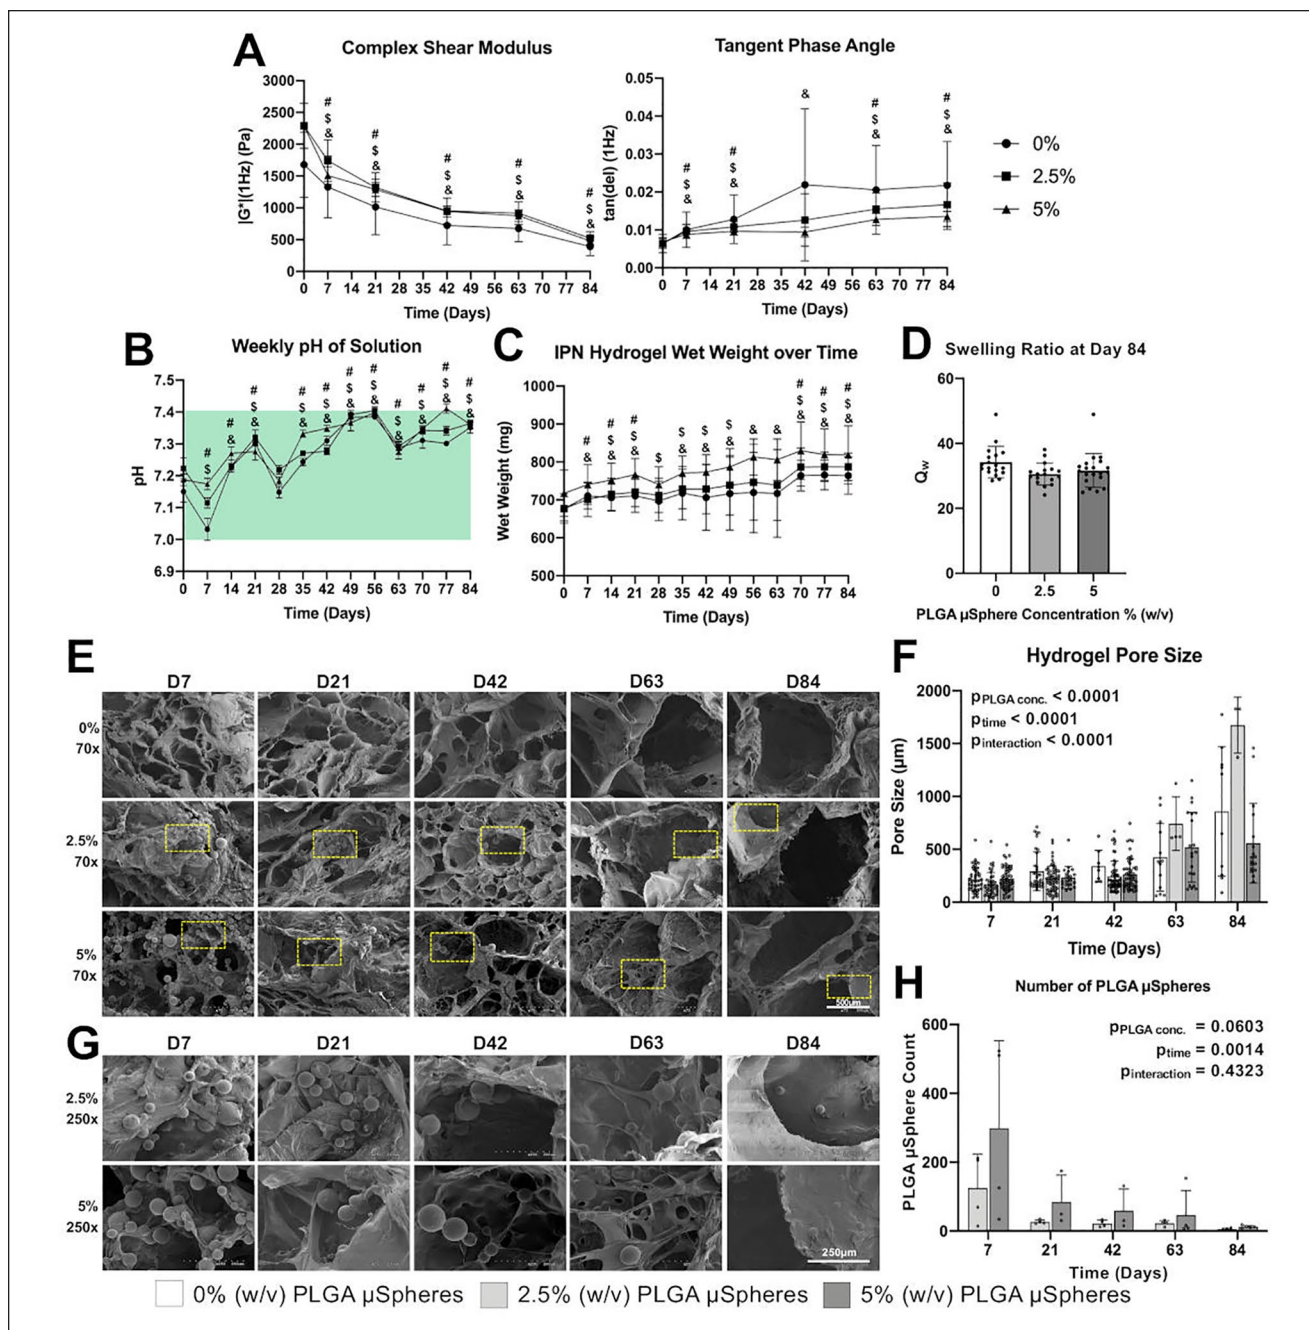 A
Complex Shear Modulus
|G*|(1Hz) (Pa)
3000
2500
2000
1500
1000
500
0
# # # # #
$ $ $ $ $
& & & & &
0 7 14 21 28 35 42 49 56 63 70 77 84
Time (Days)
Tangent Phase Angle
tan(del) (1Hz)
0.05
0.04
0.03
0.02
0.01
0.00
# # & # #
$ $ $ $
& & & &
0 7 14 21 28 35 42 49 56 63 70 77 84
Time (Days)
0%
2.5%
5%
B
Weekly pH of Solution
pH
7.5
7.4
7.3
7.2
7.1
7.0
6.9
# # # # # # # # # # #
$ $ $ $ $ $ $ $ $ $
& & & & & & & & & &
0 7 14 21 28 35 42 49 56 63 70 77 84
Time (Days)
C
IPN Hydrogel Wet Weight over Time
Wet Weight (mg)
1000
900
800
700
600
500
# # # $ $ $ $ & & # # #
& $ $ & & & $ $ $
& & & & &
0 7 14 21 28 35 42 49 56 63 70 77 84
Time (Days)
D
Swelling Ratio at Day 84
Qw
60
40
20
0
0 2.5 5
PLGA µSphere Concentration % (w/v)
E
D7 D21 D42 D63 D84
0%
70x
2.5%
70x
5%
70x
500µm
F
Hydrogel Pore Size
pPLGA conc. < 0.0001
ptime < 0.0001
pinteraction < 0.0001
Pore Size (µm)
2000
1500
1000
500
0
7 21 42 63 84
Time (Days)
G
D7 D21 D42 D63 D84
2.5%
250x
5%
250x
250µm
H
Number of PLGA µSpheres
pPLGA conc. = 0.0603
ptime = 0.0014
pinteraction = 0.4323
PLGA µSphere Count
600
400
200
0
7 21 42 63 84
Time (Days)
0% (w/v) PLGA µSpheres
2.5% (w/v) PLGA µSpheres
5% (w/v) PLGA µSpheres